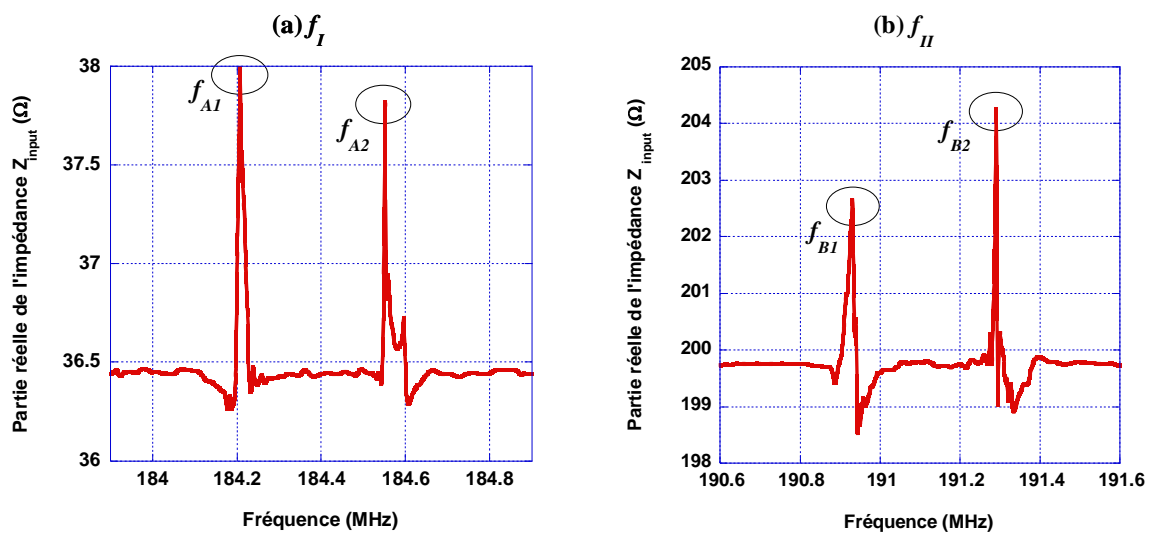 (a) f_I
Partie réelle de l'impédance Z_input (Ω)
38
37.5
37
36.5
36
f_A1
f_A2
184
184.2
184.4
184.6
184.8
Fréquence (MHz)
(b) f_II
Partie réelle de l'impédance Z_input (Ω)
205
204
203
202
201
200
199
198
f_B1
f_B2
190.6
190.8
191
191.2
191.4
191.6
Fréquence (MHz)